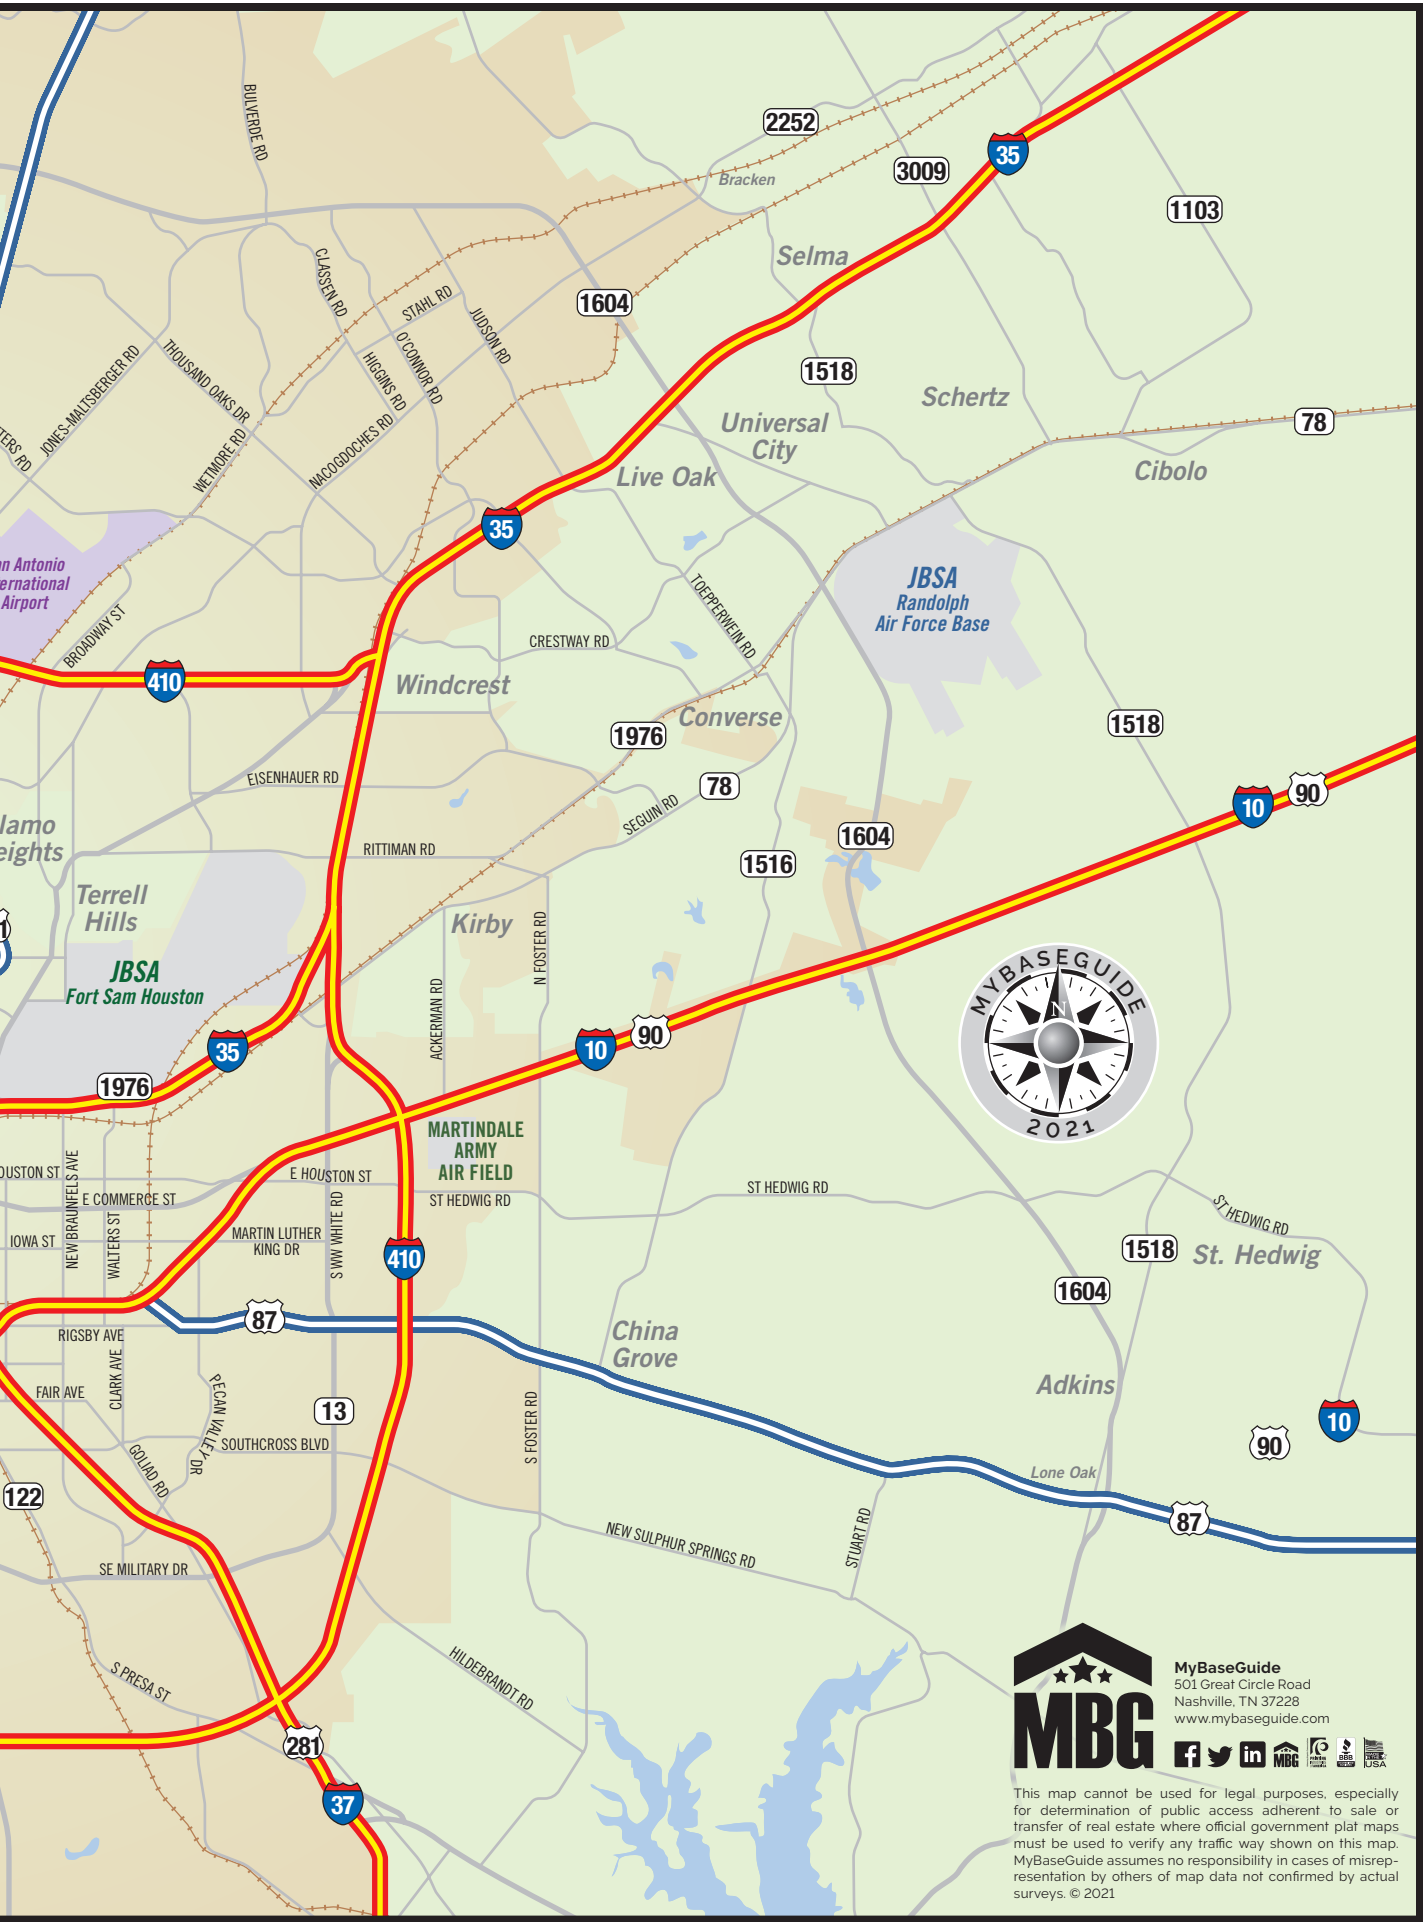 BULVERDE RD
2252
Bracken
3009
35
1103
Selma
CLASSEN RD
STAHL RD
1604
JUDSON RD
O'CONNOR RD
HIGGINS RD
THOUSAND OAKS DR
JONES-MALTSBERGER RD
1518
Schertz
Universal
City
78
WETMORE RD
NACOGDOCHES RD
Live Oak
Cibolo
35
Antonio
Airport
JBSA
Randolph
Air Force Base
TOEPPERWEIN RD
BROADWAY ST
CRESTWAY RD
410
Windcrest
Converse
1976
1518
EISENHAUER RD
78
SEGUIN RD
10
90
1604
RITTIMAN RD
1516
Terrell
Hills
Kirby
N FOSTER RD
JBSA
Fort Sam Houston
ACKERMAN RD
MYBASEGUIDE
N
2021
35
10
90
1976
MARTINDALE
ARMY
AIR FIELD
E HOUSTON ST
ST HEDWIG RD
ST HEDWIG RD
ST HEDWIG RD
NEW BRAUNFELS AVE
E COMMERCE ST
WALTERS ST
IOWA ST
MARTIN LUTHER
KING DR
S WW WHITE RD
410
1518
St. Hedwig
1604
87
RIGSBY AVE
China
Grove
CLARK AVE
FAIR AVE
PECAN VALLEY DR
13
S FOSTER RD
Adkins
10
90
SOUTHCROSS BLVD
GOLIAD RD
Lone Oak
122
87
NEW SULPHUR SPRINGS RD
STUART RD
SE MILITARY DR
S PRESA ST
HILDEBRANDT RD
281
37
MBG
MyBaseGuide
501 Great Circle Road
Nashville, TN 37228
www.mybaseguide.com
MBG
BBB
USA
This map cannot be used for legal purposes, especially
for determination of public access adherent to sale or
transfer of real estate where official government plat maps
must be used to verify any traffic way shown on this map.
MyBaseGuide assumes no responsibility in cases of misrep-
resentation by others of map data not confirmed by actual
surveys. © 2021